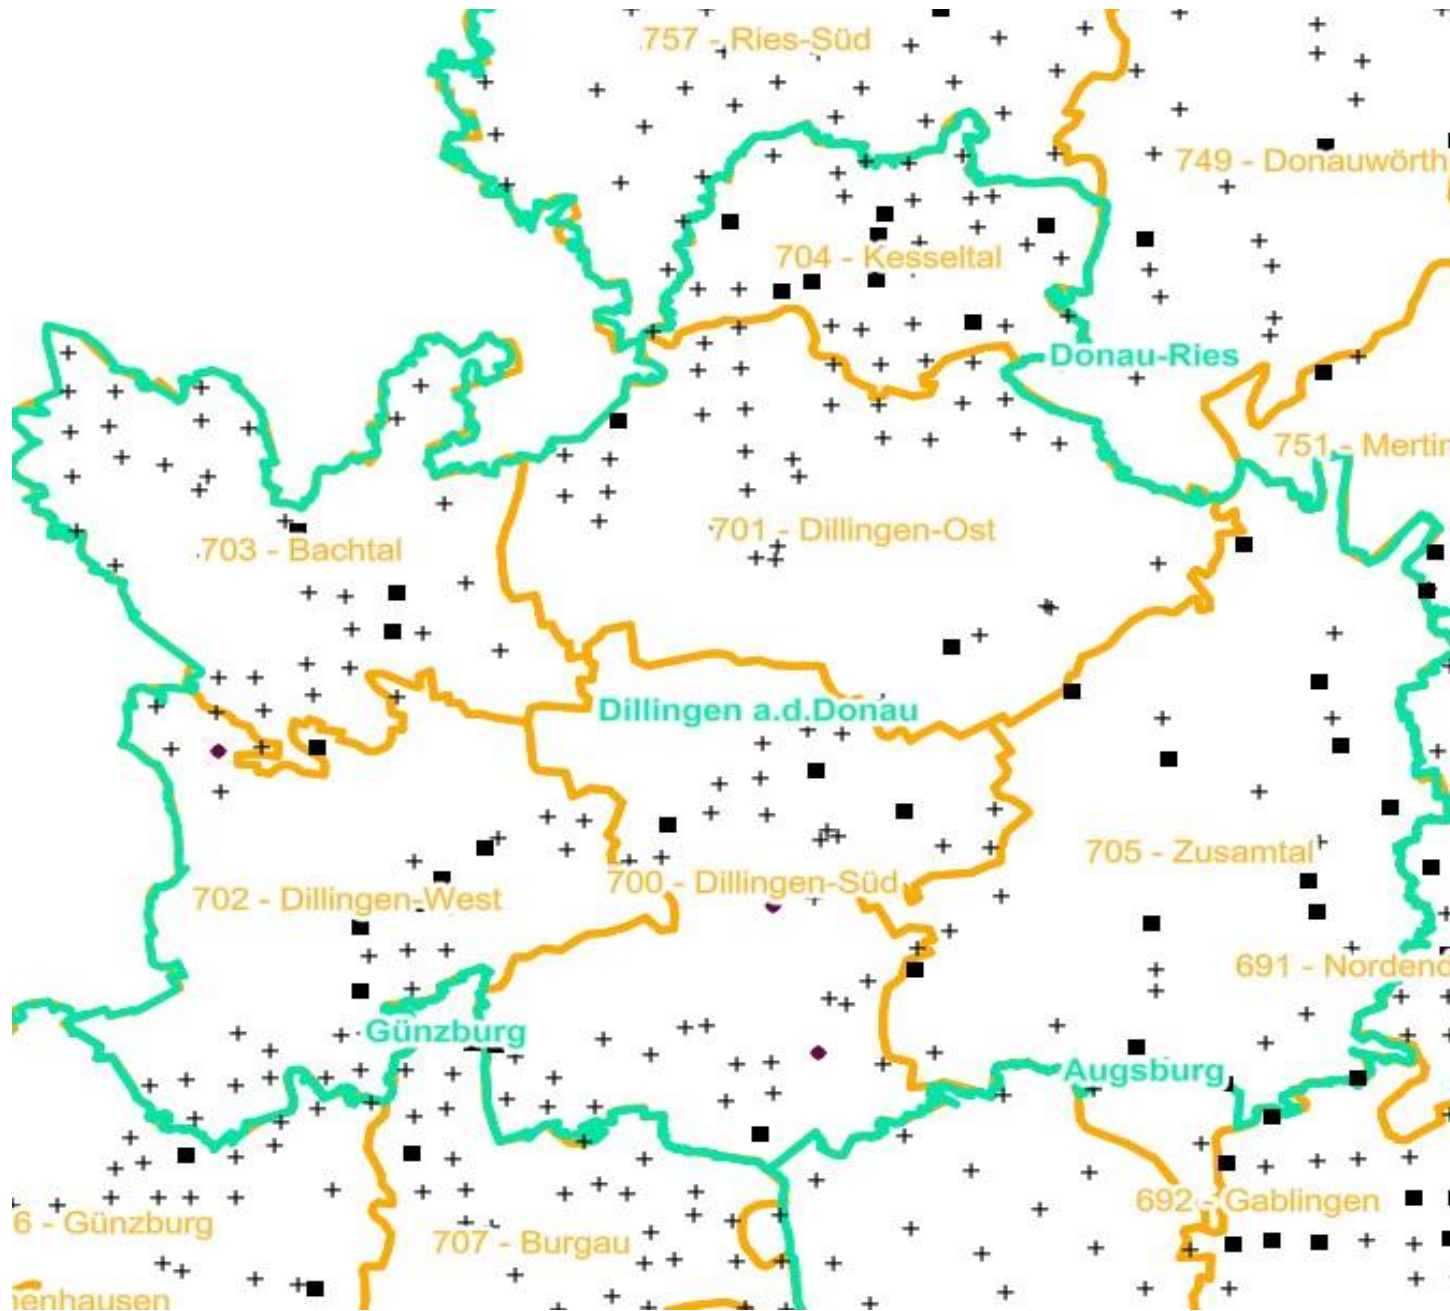 757 - Ries-Süd
749 - Donauwörth
704 - Kesseltal
Donau-Ries
751 - Mertin
701 - Dillingen-Ost
703 - Bachtal
Dillingen a.d.Donau
705 - Zusamtal
700 - Dillingen-Süd
702 - Dillingen-West
691 - Nordend
Günzburg
Augsburg
692 - Gablingen
6 - Günzburg
707 - Burgau
enhausen